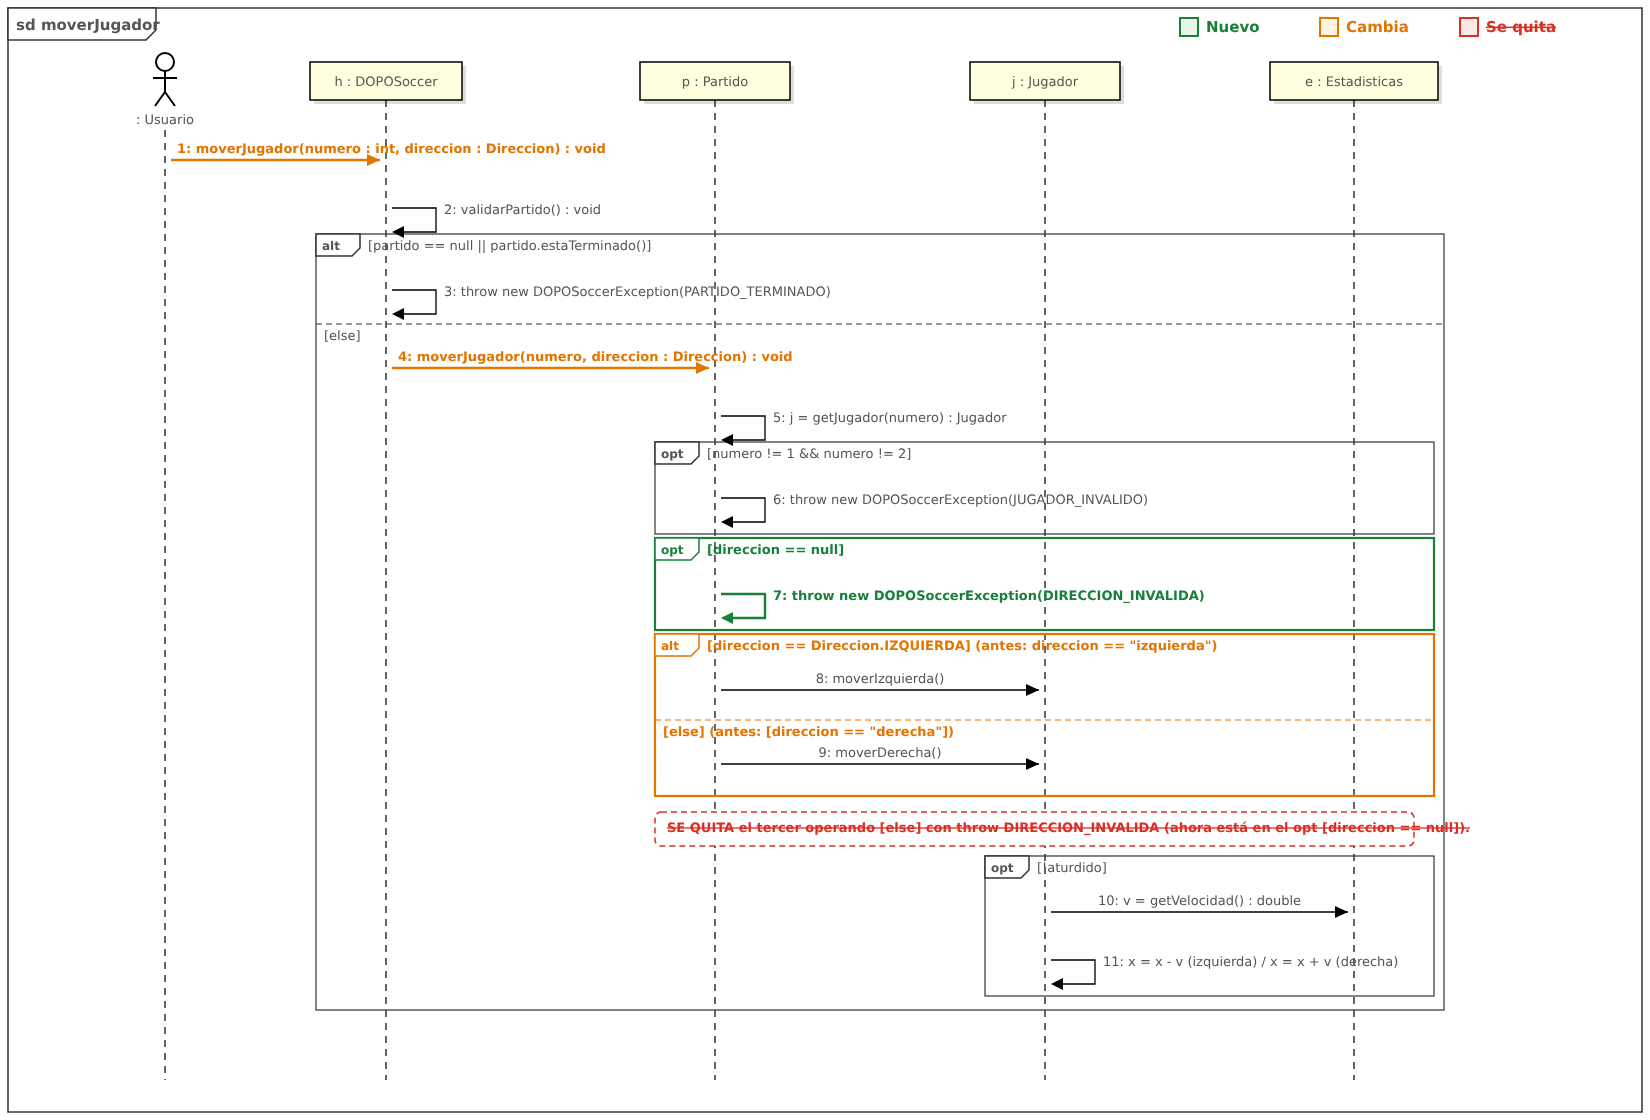 sd moverJugador
Nuevo
Cambia
Se quita
h : DOPOSoccer
p : Partido
j : Jugador
e : Estadisticas
: Usuario
1: moverJugador(numero : int, direccion : Direccion) : void
2: validarPartido() : void
alt
[partido == null || partido.estaTerminado()]
3: throw new DOPOSoccerException(PARTIDO_TERMINADO)
[else]
4: moverJugador(numero, direccion : Direccion) : void
5: j = getJugador(numero) : Jugador
opt
[numero != 1 && numero != 2]
6: throw new DOPOSoccerException(JUGADOR_INVALIDO)
opt
[direccion == null]
7: throw new DOPOSoccerException(DIRECCION_INVALIDA)
alt
[direccion == Direccion.IZQUIERDA] (antes: direccion == "izquierda")
8: moverIzquierda()
[else] (antes: [direccion == "derecha"])
9: moverDerecha()
SE QUITA el tercer operando [else] con throw DIRECCION_INVALIDA (ahora está en el opt [direccion == null]).
opt
[!aturdido]
10: v = getVelocidad() : double
11: x = x - v (izquierda) / x = x + v (derecha)